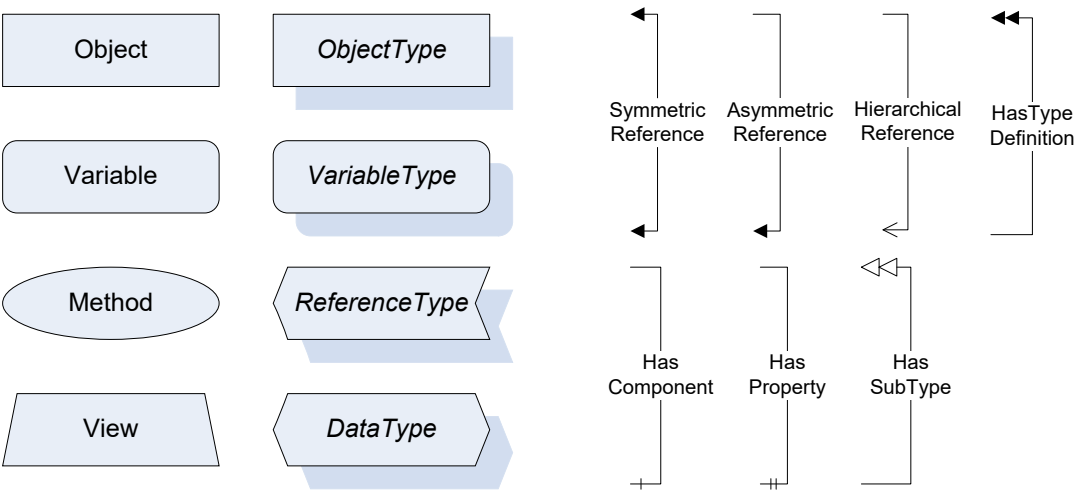 Object
ObjectType
Variable
VariableType
Method
ReferenceType
View
DataType
Symmetric
Reference
Asymmetric
Reference
Hierarchical
Reference
HasType
Definition
Has
Component
Has
Property
Has
SubType